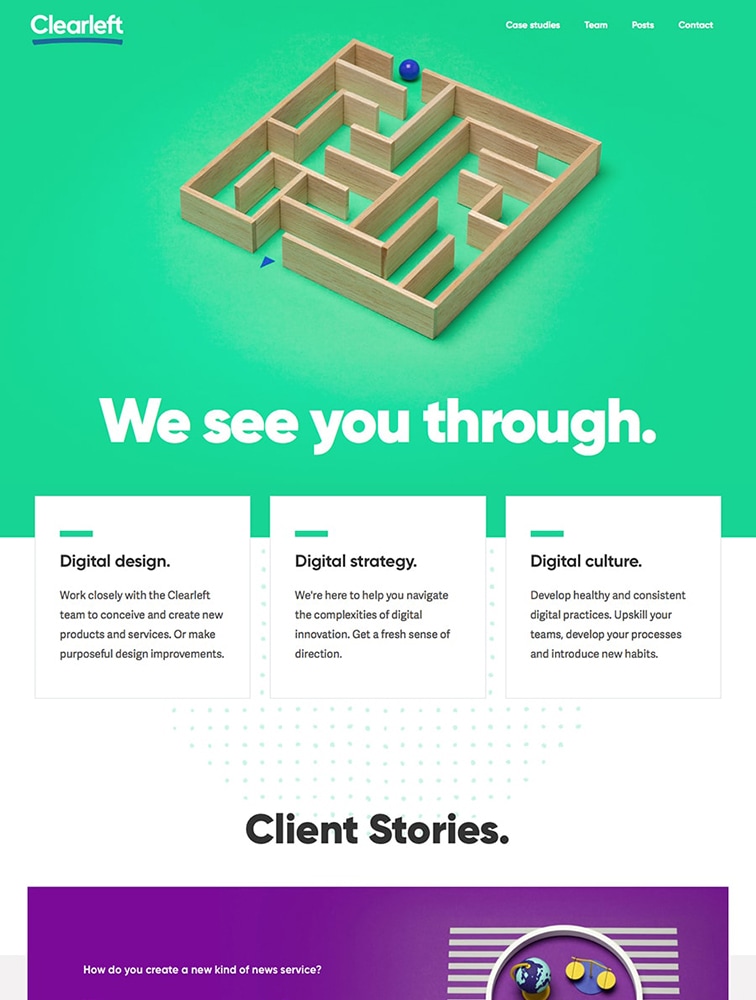 Clearleft
Case studies Team Posts Contact
We see you through.
Digital design.
Work closely with the Clearleft
team to conceive and create new
products and services. Or make
purposeful design improvements.
Digital strategy.
We're here to help you navigate
the complexities of digital
innovation. Get a fresh sense of
direction.
Digital culture.
Develop healthy and consistent
digital practices. Upskill your
teams, develop your processes
and introduce new habits.
Client Stories.
How do you create a new kind of news service?